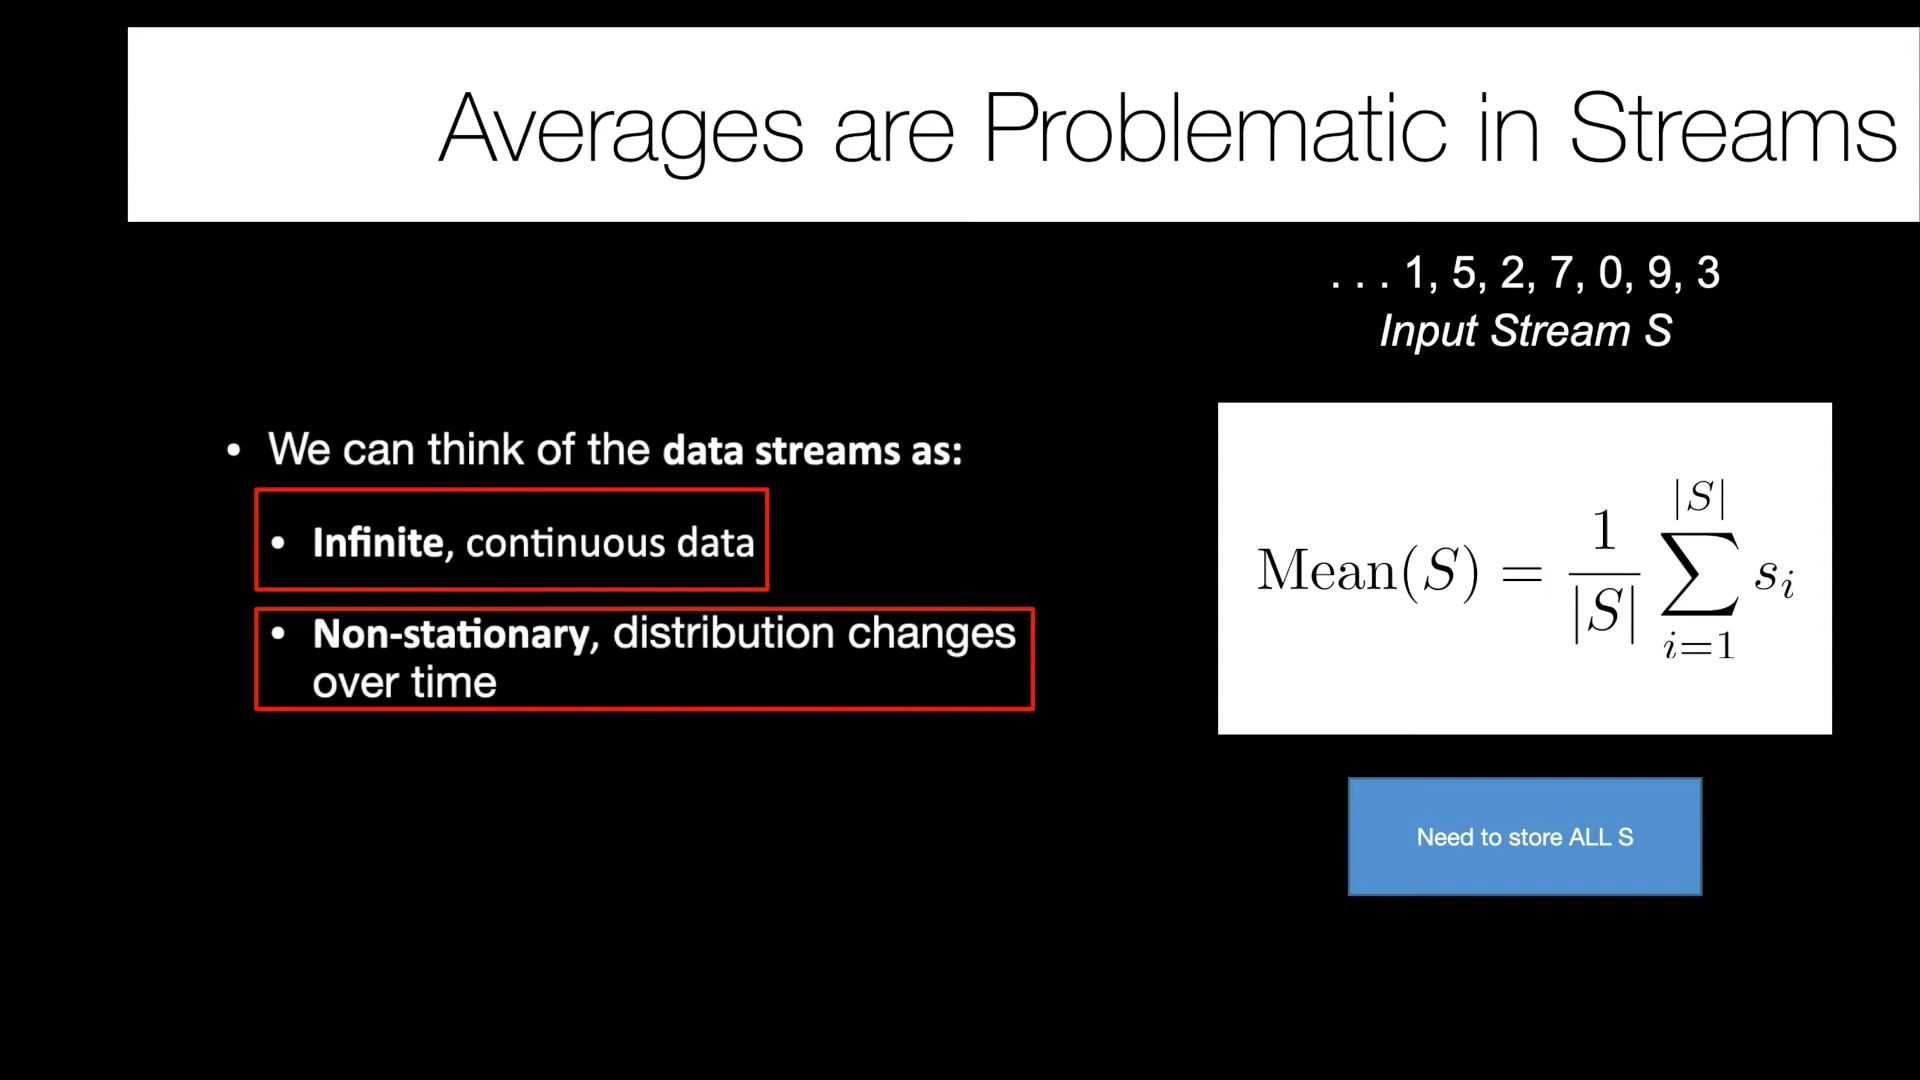 Averages are Problematic in Streams
. . . 1, 5, 2, 7, 0, 9, 3
Input Stream S
• We can think of the data streams as:
• Infinite, continuous data
• Non-stationary, distribution changes
over time
Mean(S) = \frac{1}{|S|} \sum_{i=1}^{|S|} s_i
Need to store ALL S